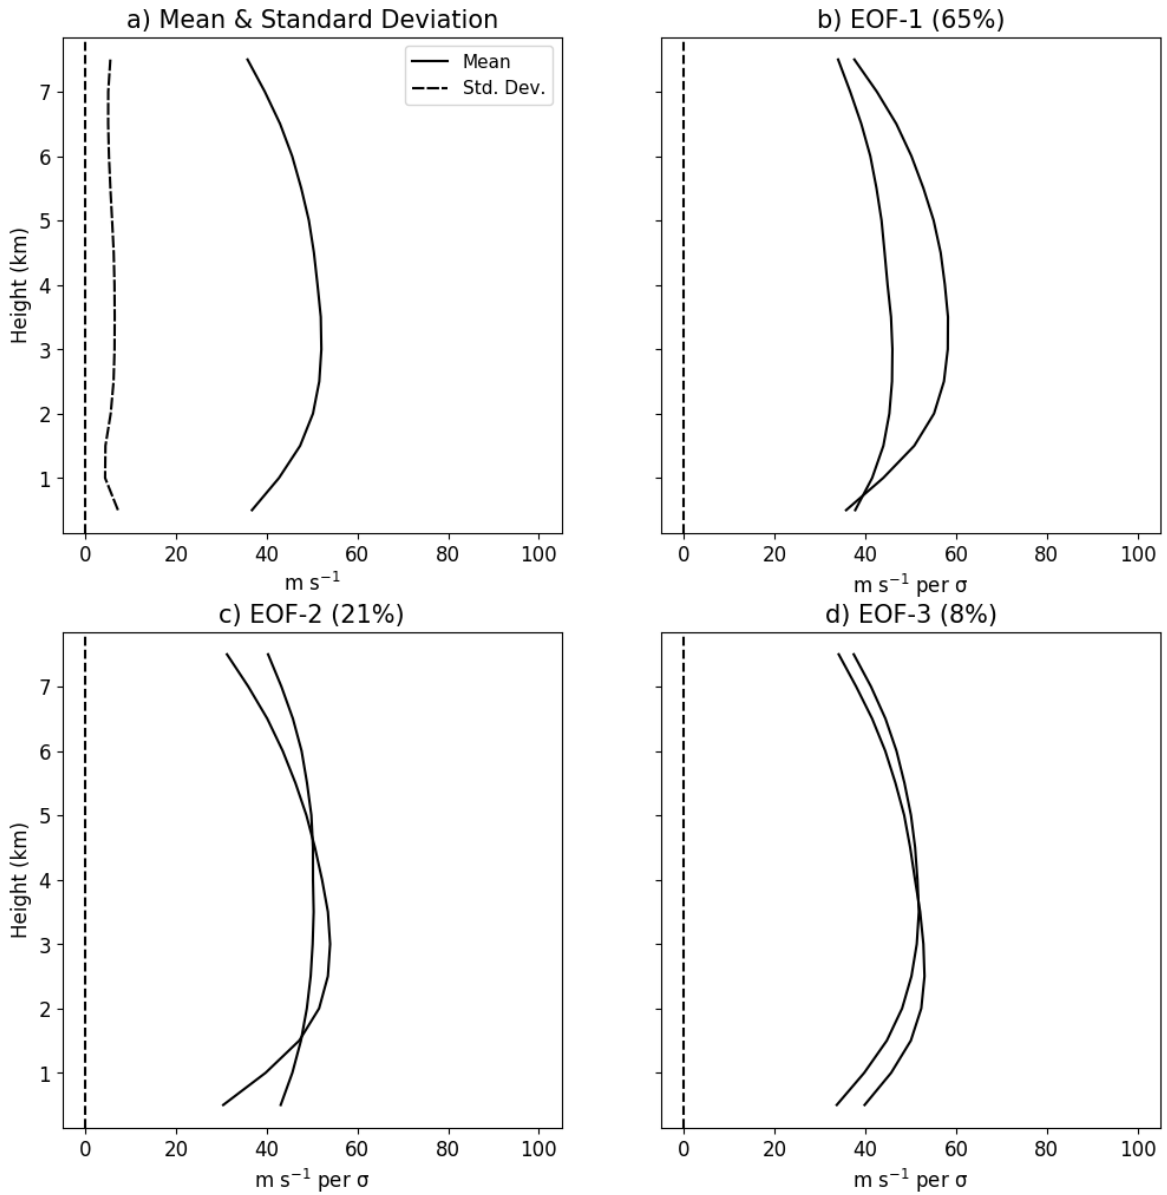 a) Mean & Standard Deviation
Mean
Std. Dev.
7
6
5
4
3
2
1
Height (km)
0 20 40 60 80 100
m s⁻¹
b) EOF-1 (65%)
0 20 40 60 80 100
m s⁻¹ per σ
c) EOF-2 (21%)
7
6
5
4
3
2
1
Height (km)
0 20 40 60 80 100
m s⁻¹ per σ
d) EOF-3 (8%)
0 20 40 60 80 100
m s⁻¹ per σ